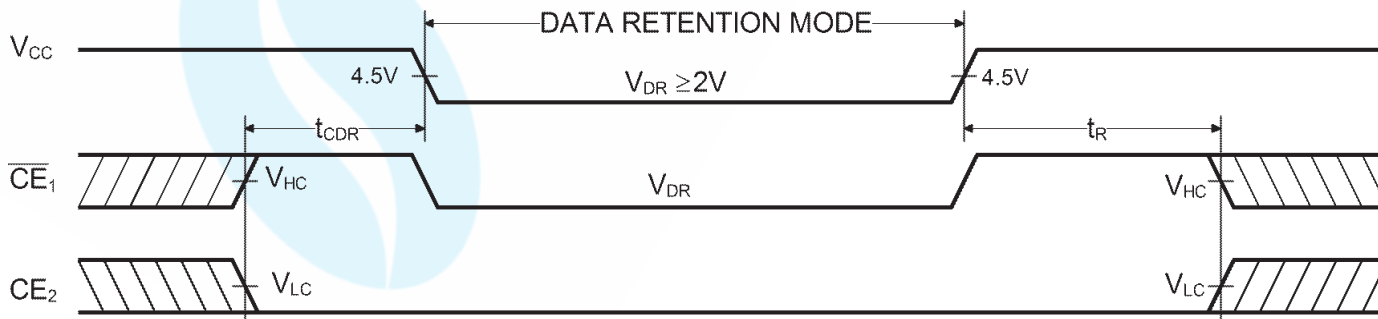 DATA RETENTION MODE
VCC
4.5V
VDR ≥2V
4.5V
tCDR
tR
CE1
VHC
VDR
VHC
CE2
VLC
VLC